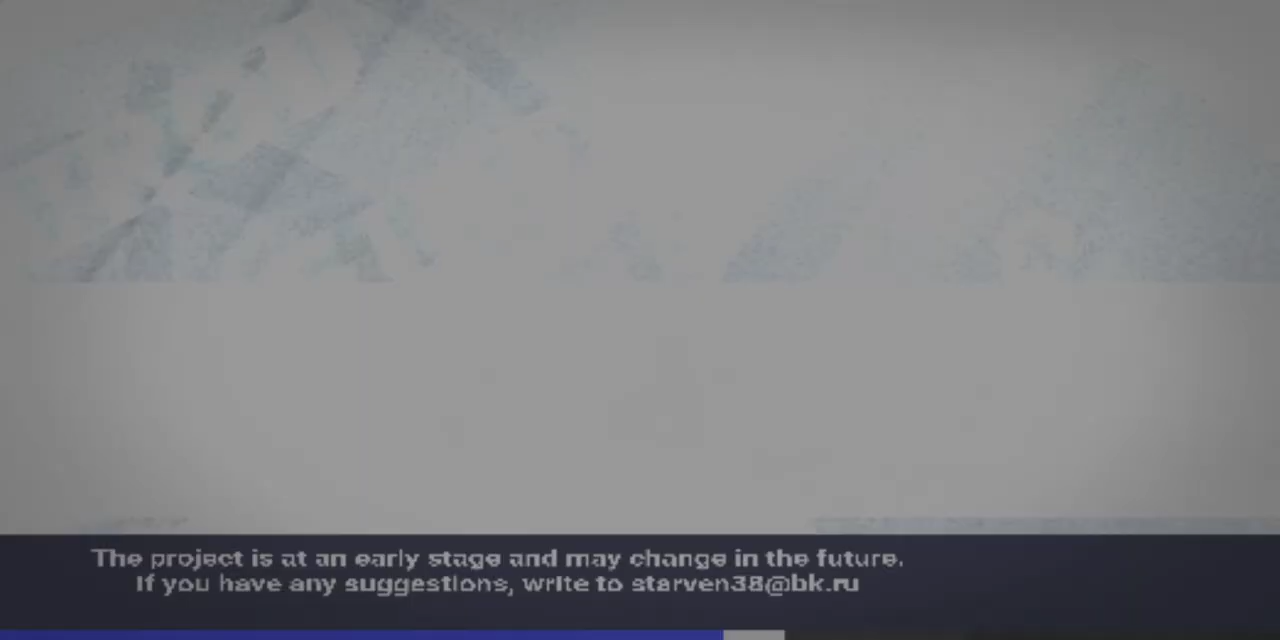 The project is at an early stage and may change in the future.
If you have any suggestions, write to starven38@bk.ru